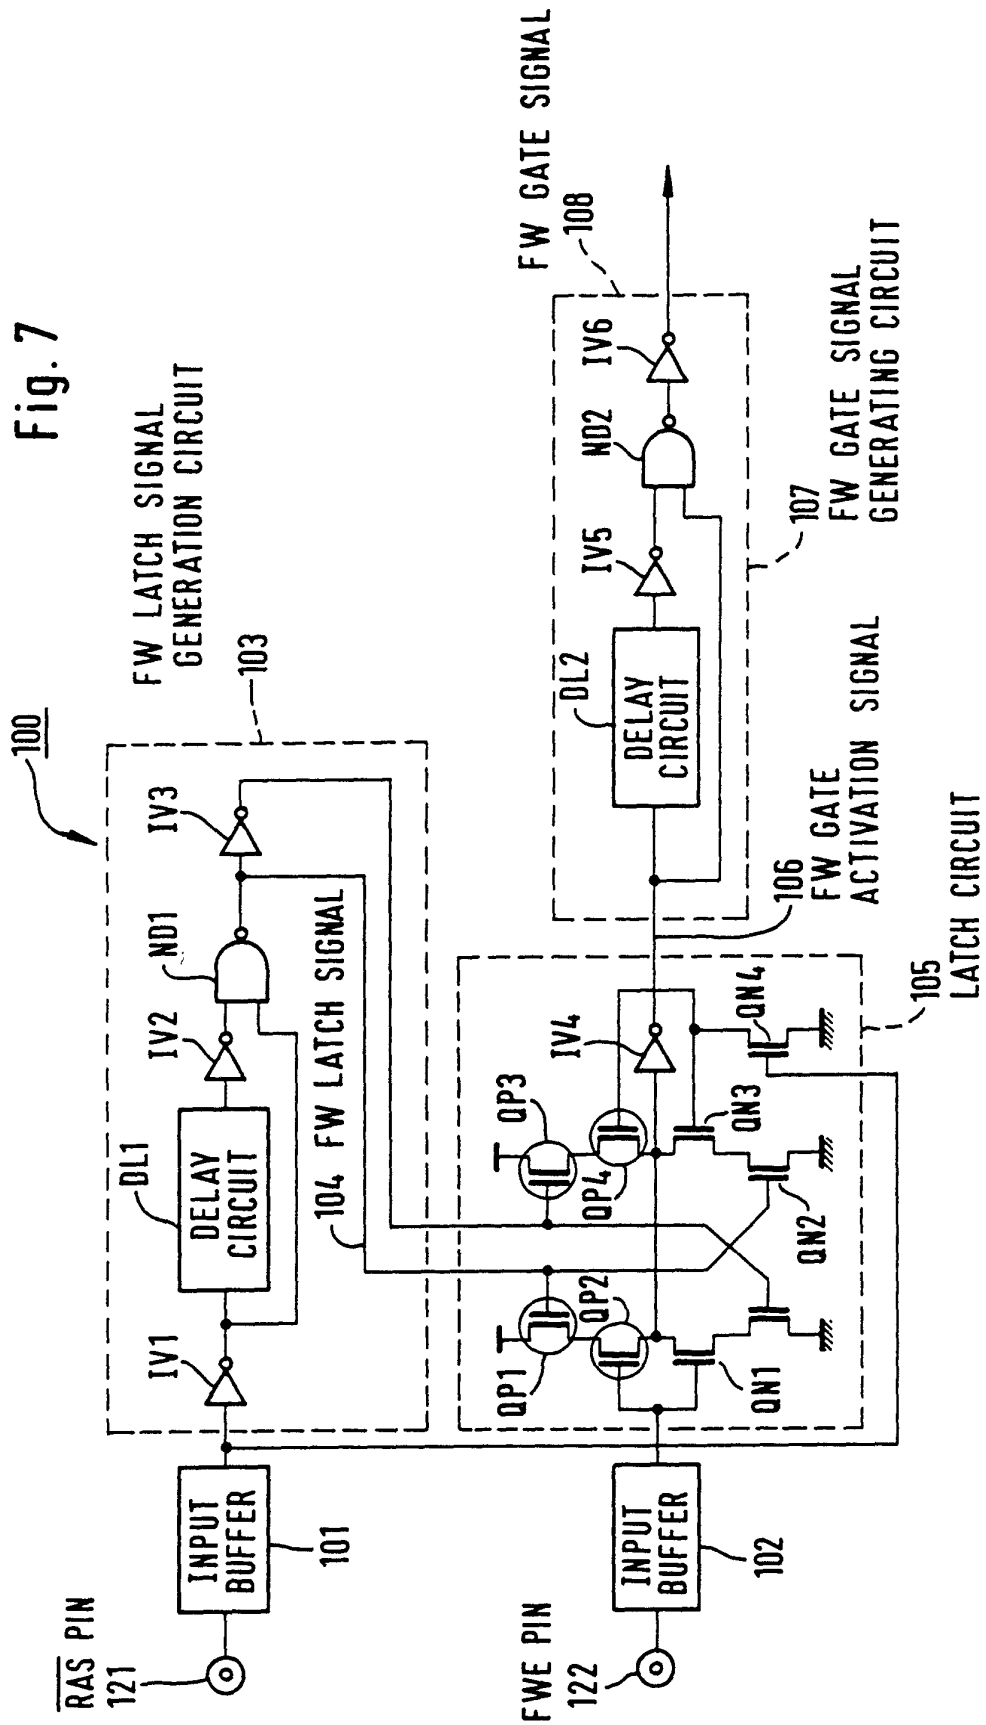 Fig. 7
100
FW LATCH SIGNAL
GENERATION CIRCUIT
103
RAS PIN
121
INPUT
BUFFER
101
IV1
DL1
DELAY
CIRCUIT
IV2
ND1
IV3
104 FW LATCH SIGNAL
FWE PIN
122
INPUT
BUFFER
102
QP1
QP2
QP3
QP4
IV4
QN1
QN2
QN3
QN4
105
LATCH CIRCUIT
106
FW GATE
ACTIVATION SIGNAL
DL2
DELAY
CIRCUIT
IV5
ND2
IV6
107
FW GATE SIGNAL
GENERATING CIRCUIT
FW GATE SIGNAL
108